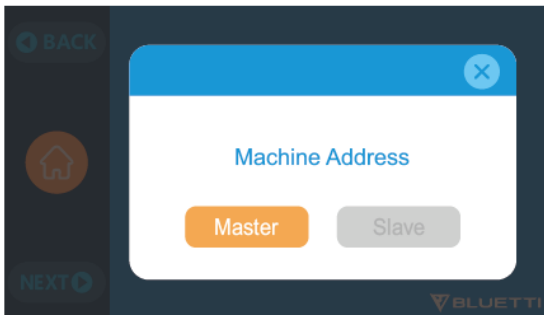 BACK
Machine Address
Master Slave
NEXT
BLUETTI